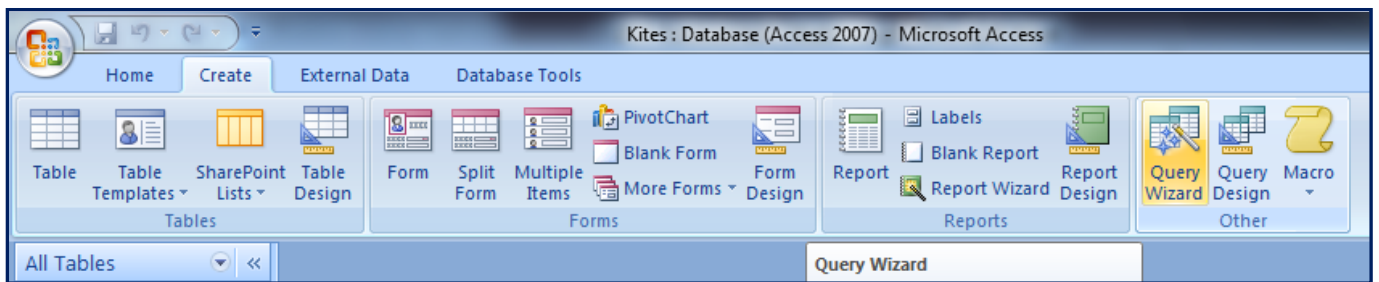 Kites : Database (Access 2007) - Microsoft Access
Home Create External Data Database Tools
Table
Table
Templates
SharePoint
Lists
Table
Design
Tables
Form
Split
Form
Multiple
Items
PivotChart
Blank Form
More Forms
Form
Design
Forms
Report
Labels
Blank Report
Report Wizard
Report
Design
Reports
Query
Wizard
Query
Design
Macro
Other
All Tables
Query Wizard